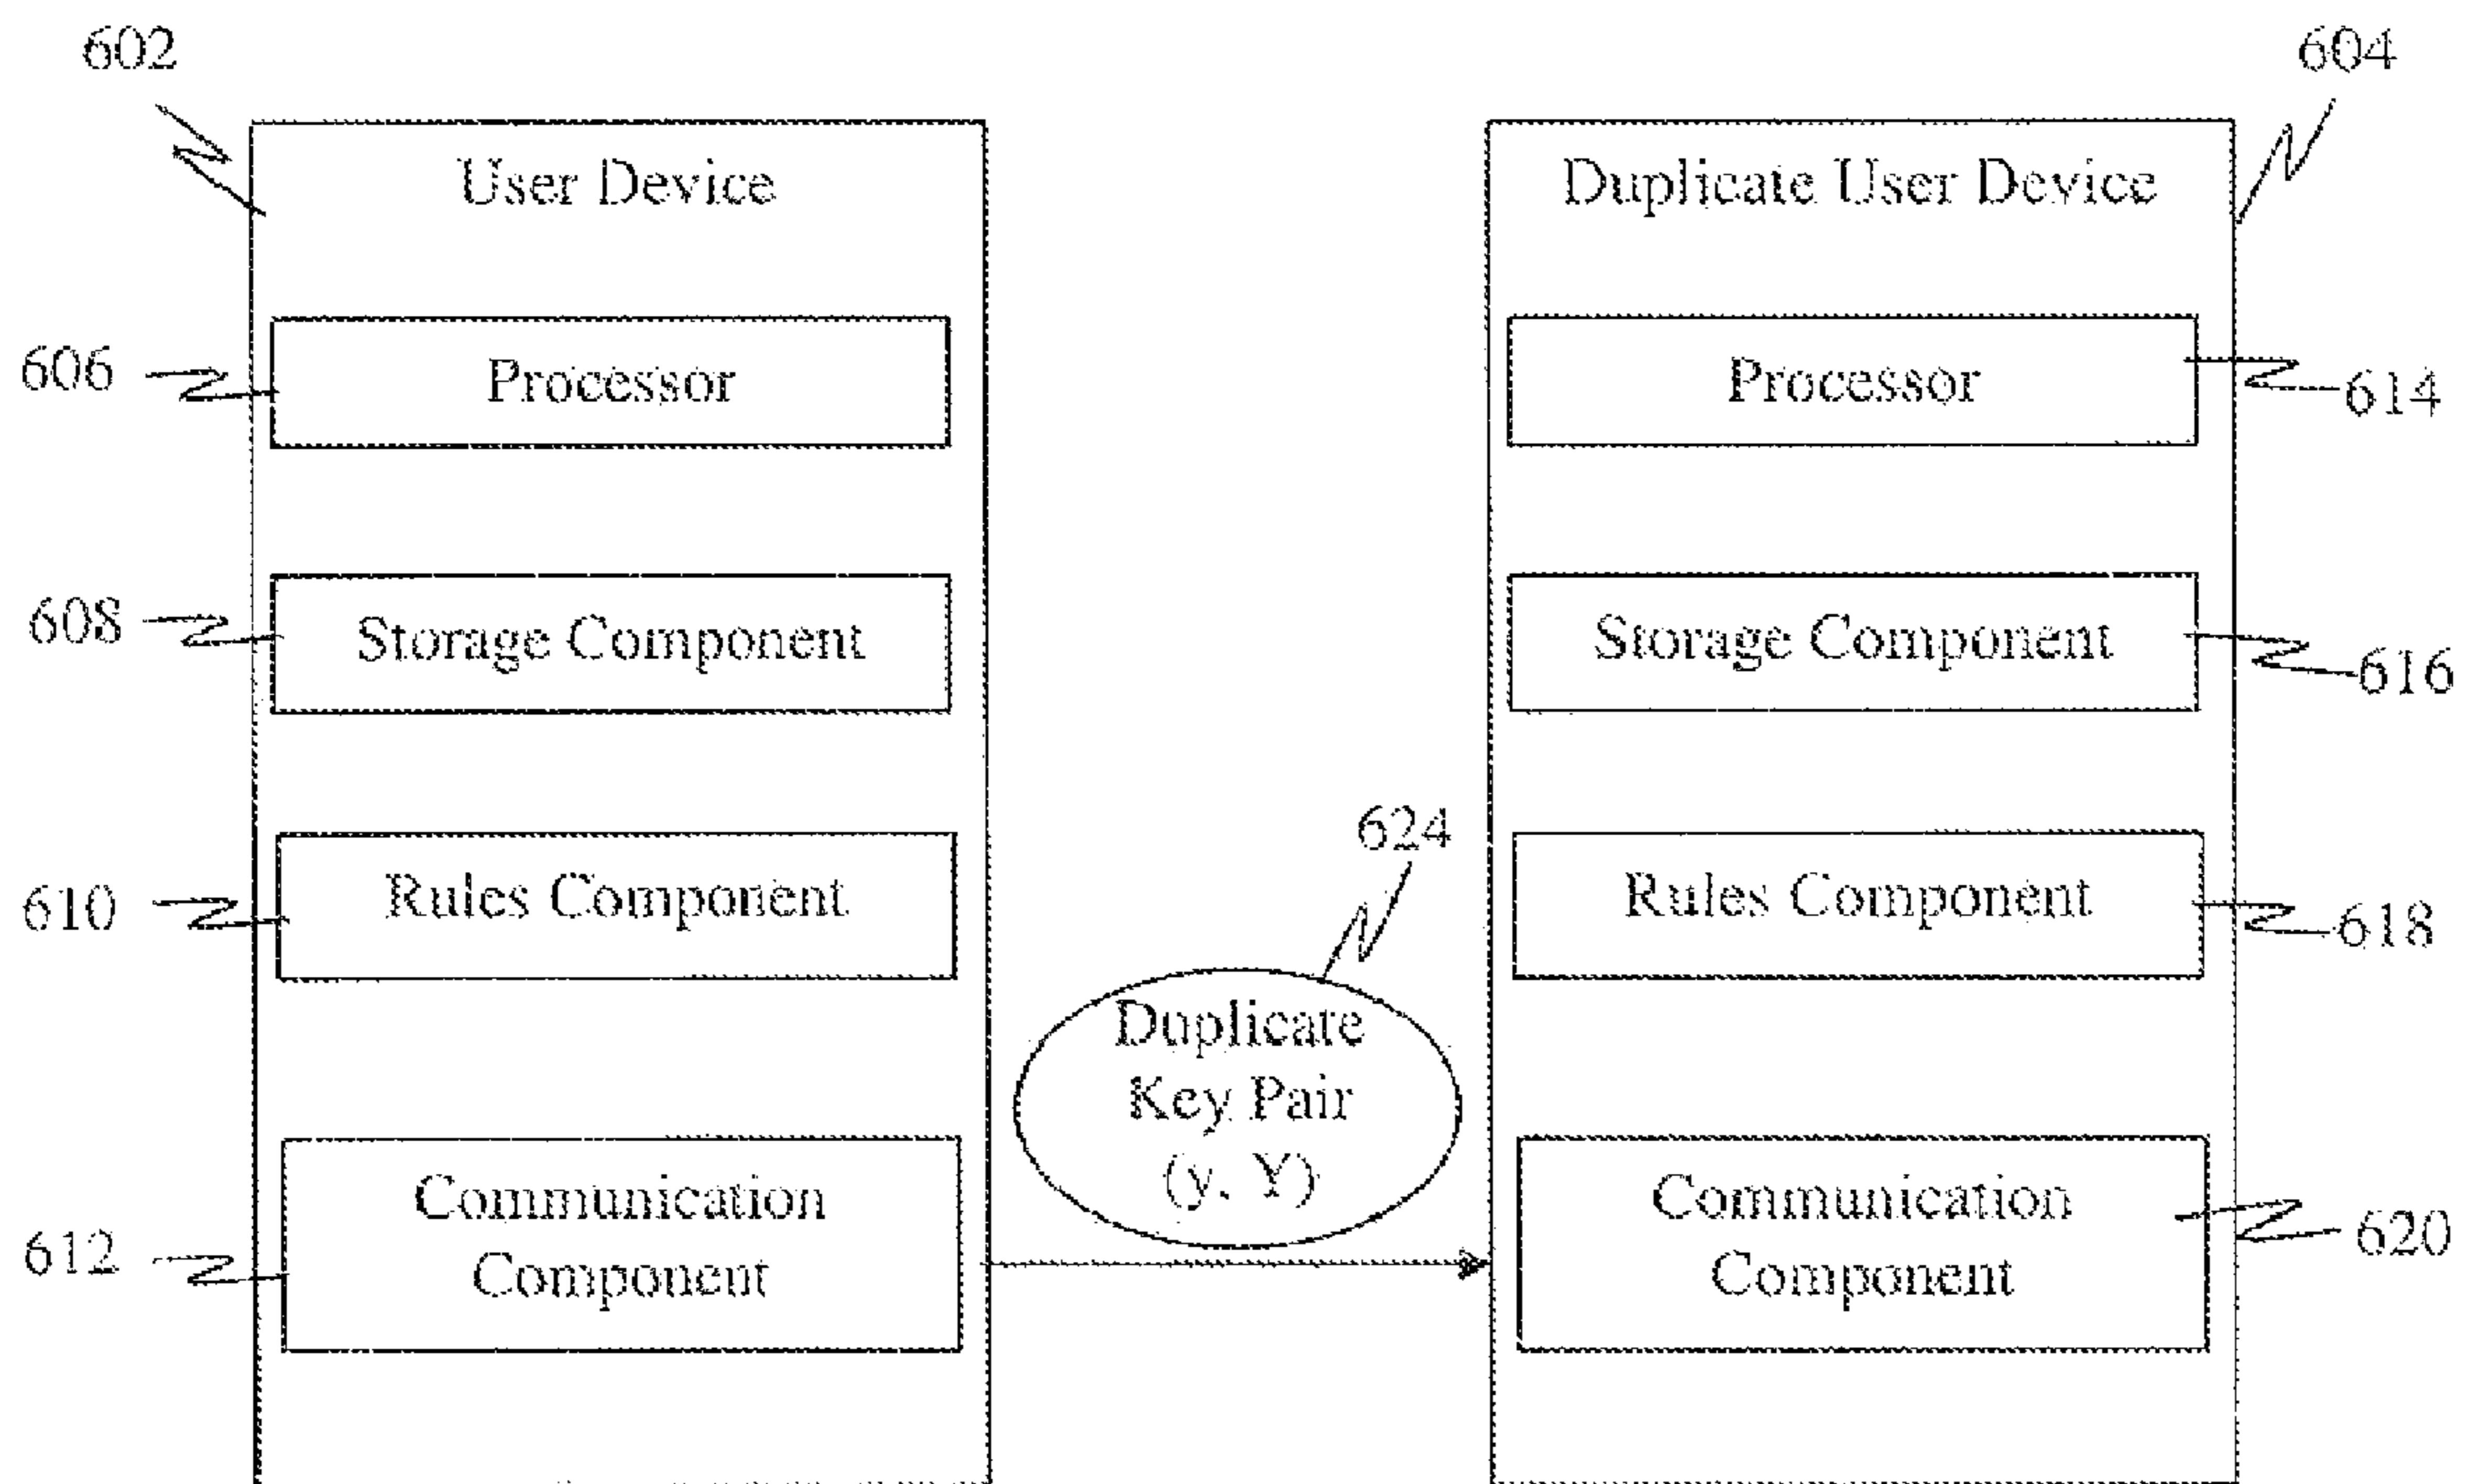 602
604
User Device
Duplicate User Device
606
Processor
Processor
614
608
Storage Component
Storage Component
616
624
610
Rules Component
Rules Component
618
Duplicate
Key Pair
(y, Y)
612
Communication
Component
Communication
Component
620